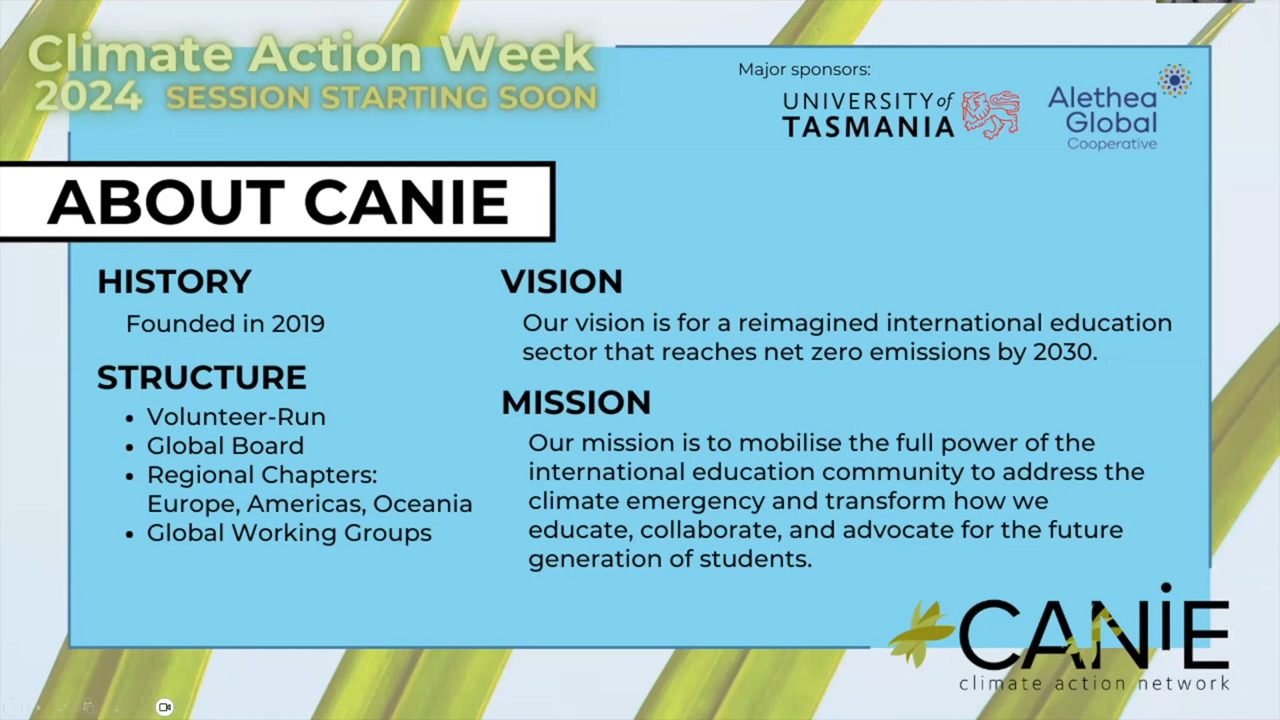 Climate Action Week
2024 SESSION STARTING SOON
Major sponsors:
UNIVERSITY of
TASMANIA
Alethea
Global
Cooperative
ABOUT CANIE
HISTORY
Founded in 2019
STRUCTURE
• Volunteer-Run
• Global Board
• Regional Chapters:
Europe, Americas, Oceania
• Global Working Groups
VISION
Our vision is for a reimagined international education
sector that reaches net zero emissions by 2030.
MISSION
Our mission is to mobilise the full power of the
international education community to address the
climate emergency and transform how we
educate, collaborate, and advocate for the future
generation of students.
CANiE
climate action network